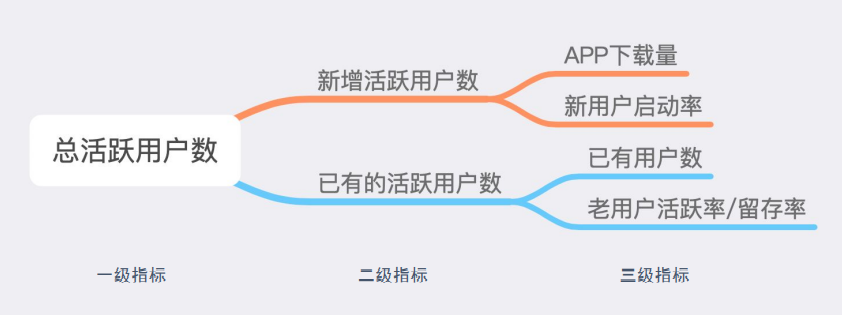 总活跃用户数
新增活跃用户数
APP下载量
新用户启动率
已有的活跃用户数
已有用户数
老用户活跃率/留存率
一级指标
二级指标
三级指标